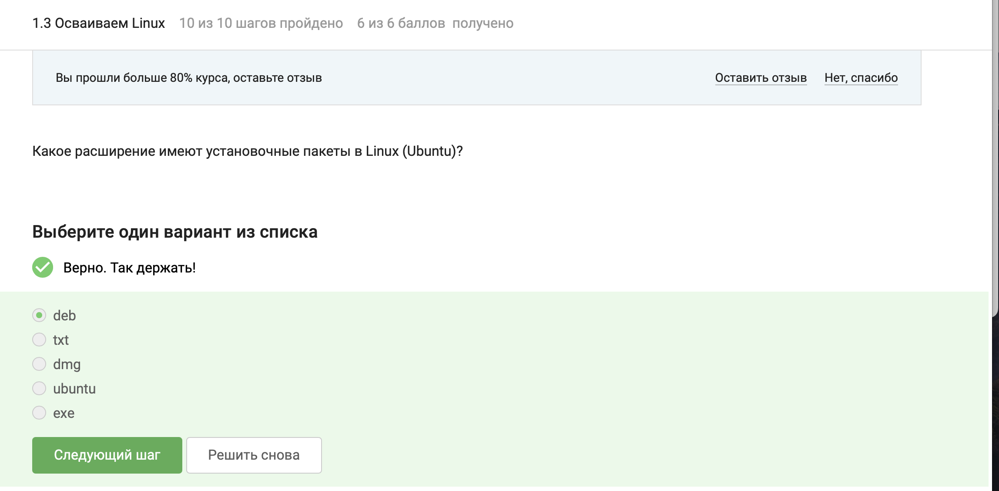 1.3 Осваиваем Linux 10 из 10 шагов пройдено 6 из 6 баллов получено
Вы прошли больше 80% курса, оставьте отзыв Оставить отзыв Нет, спасибо
Какое расширение имеют установочные пакеты в Linux (Ubuntu)?
Выберите один вариант из списка
Верно. Так держать!
deb
txt
dmg
ubuntu
exe
Следующий шаг Решить снова